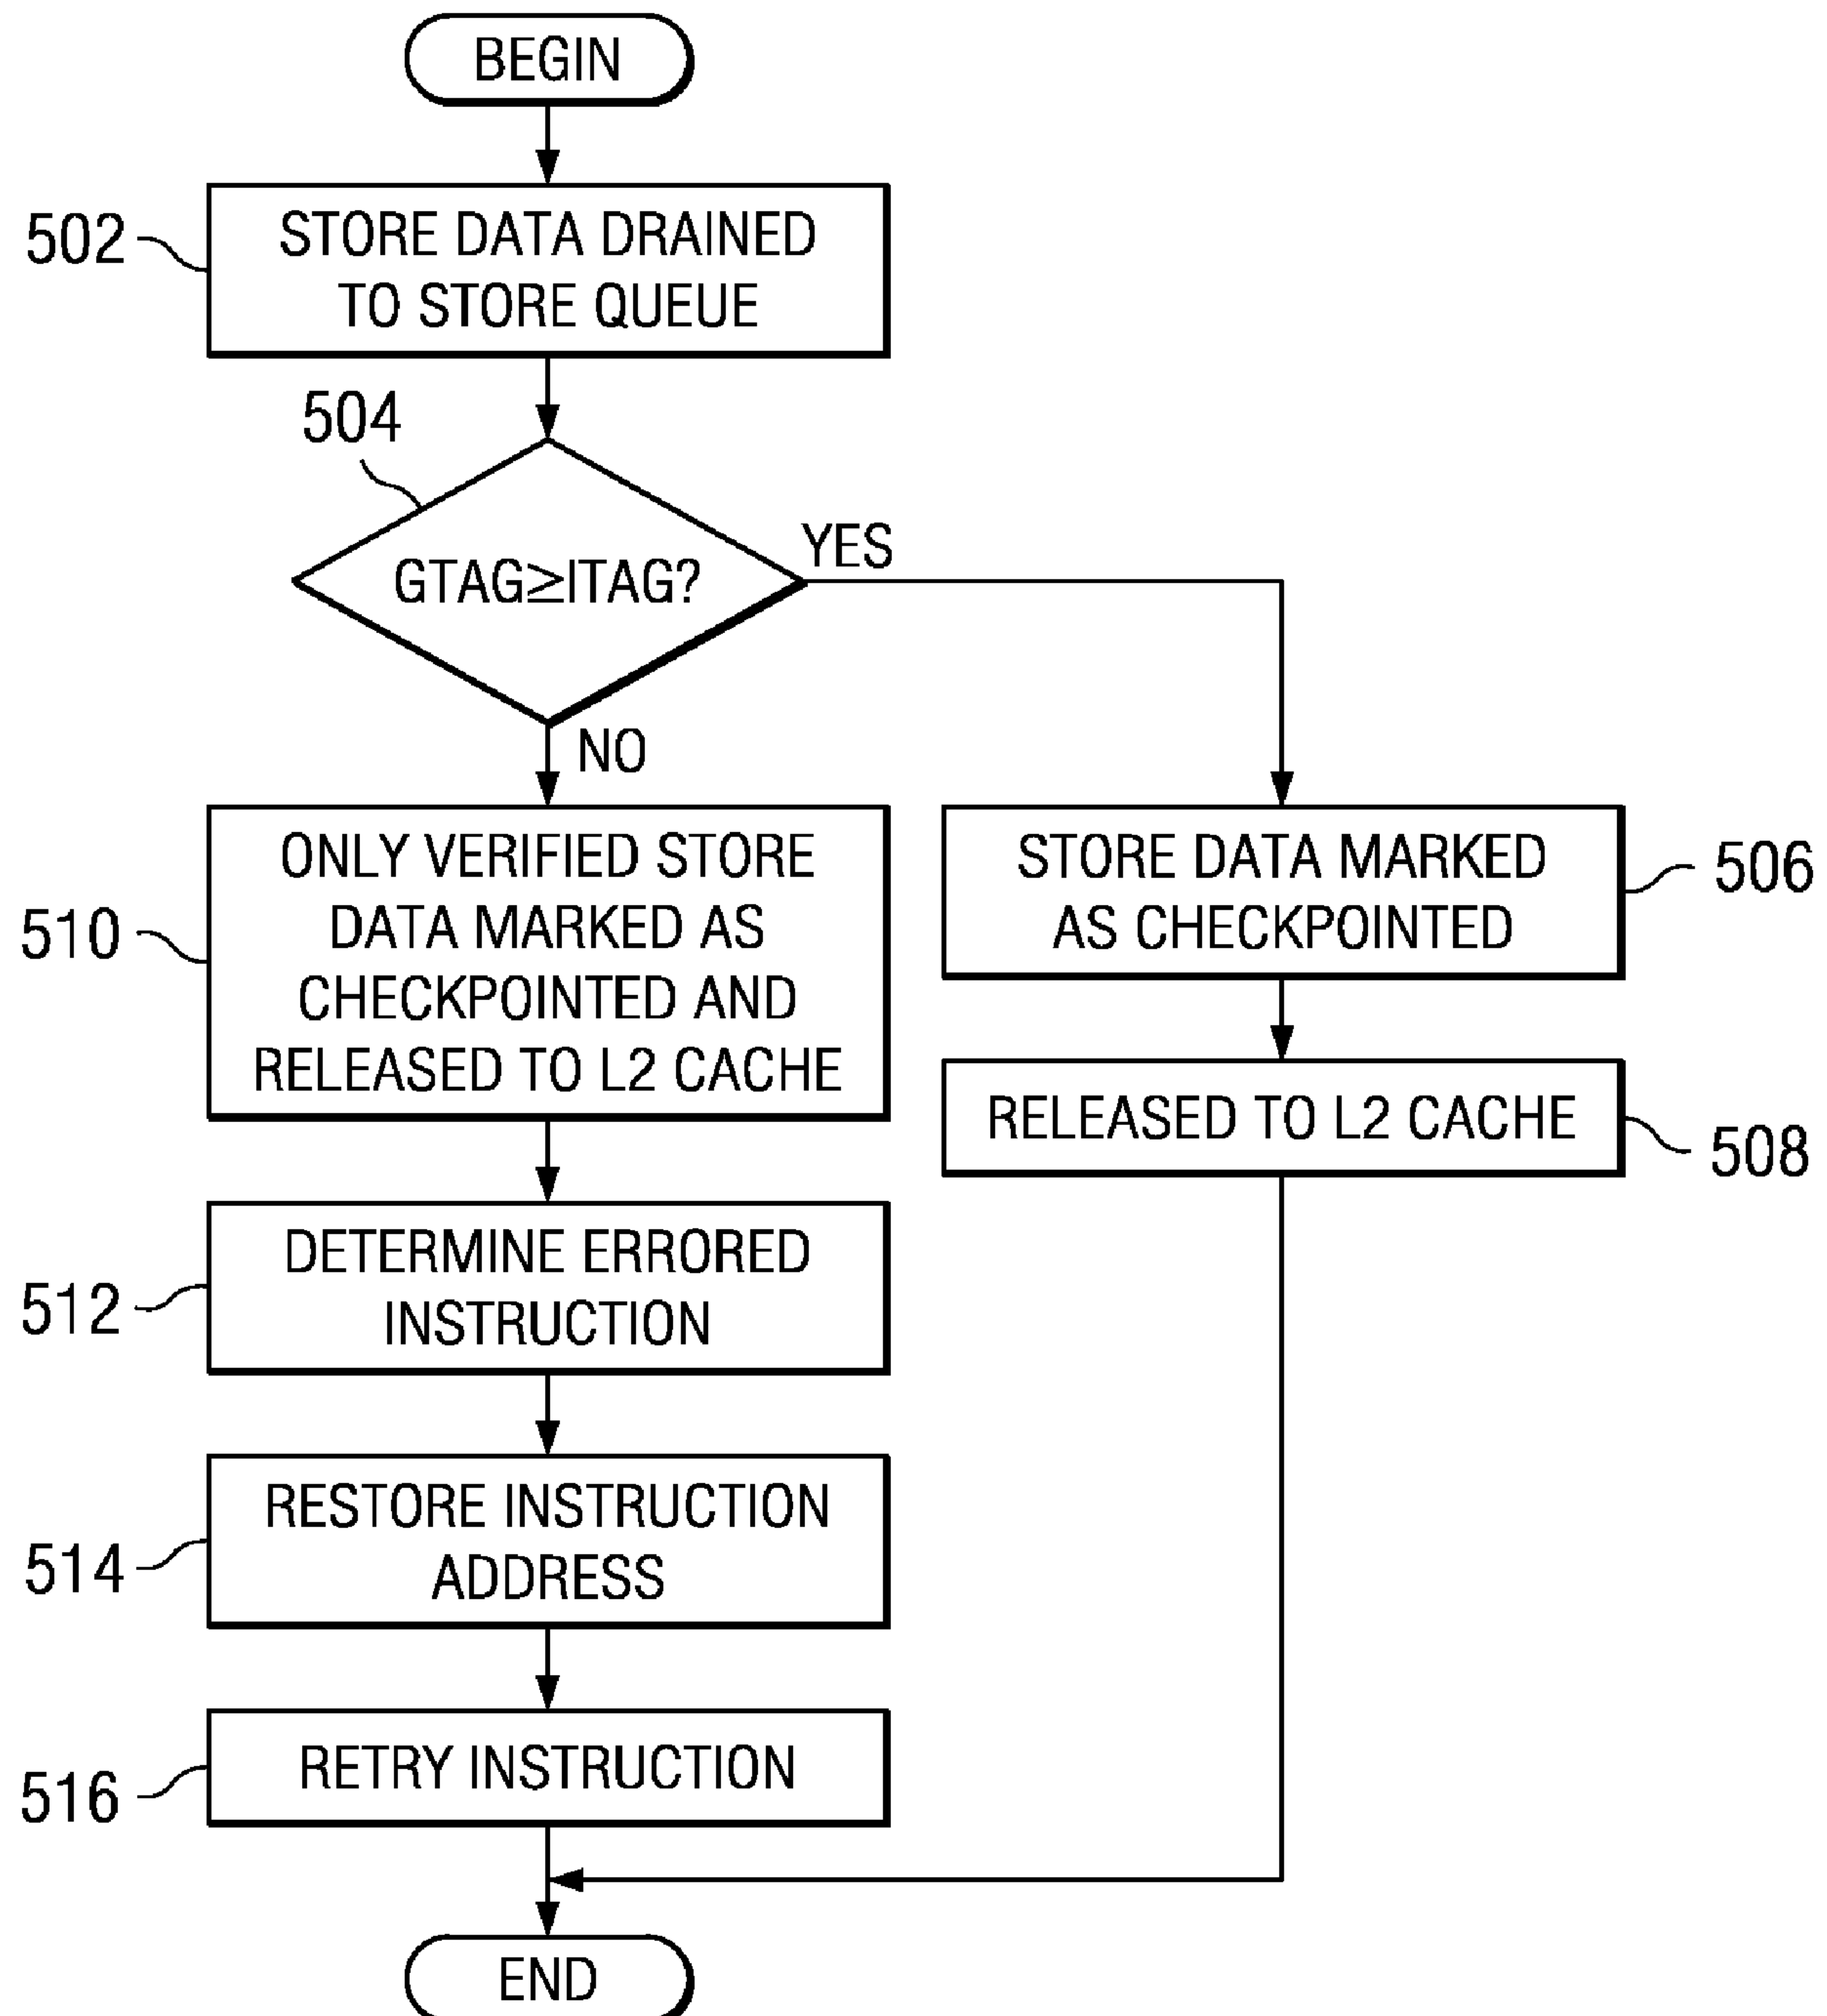 BEGIN
502
STORE DATA DRAINED
TO STORE QUEUE
504
GTAG≥ITAG?
YES
NO
510
ONLY VERIFIED STORE
DATA MARKED AS
CHECKPOINTED AND
RELEASED TO L2 CACHE
STORE DATA MARKED
AS CHECKPOINTED
506
RELEASED TO L2 CACHE
508
512
DETERMINE ERRORED
INSTRUCTION
514
RESTORE INSTRUCTION
ADDRESS
516
RETRY INSTRUCTION
END